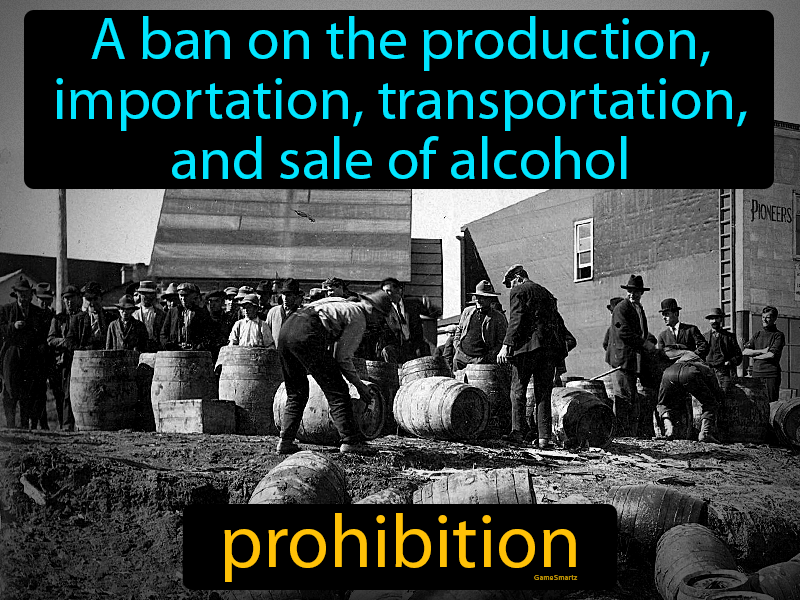 A ban on the production,
importation, transportation,
and sale of alcohol
PIONEERS
prohibition
GameSmartz